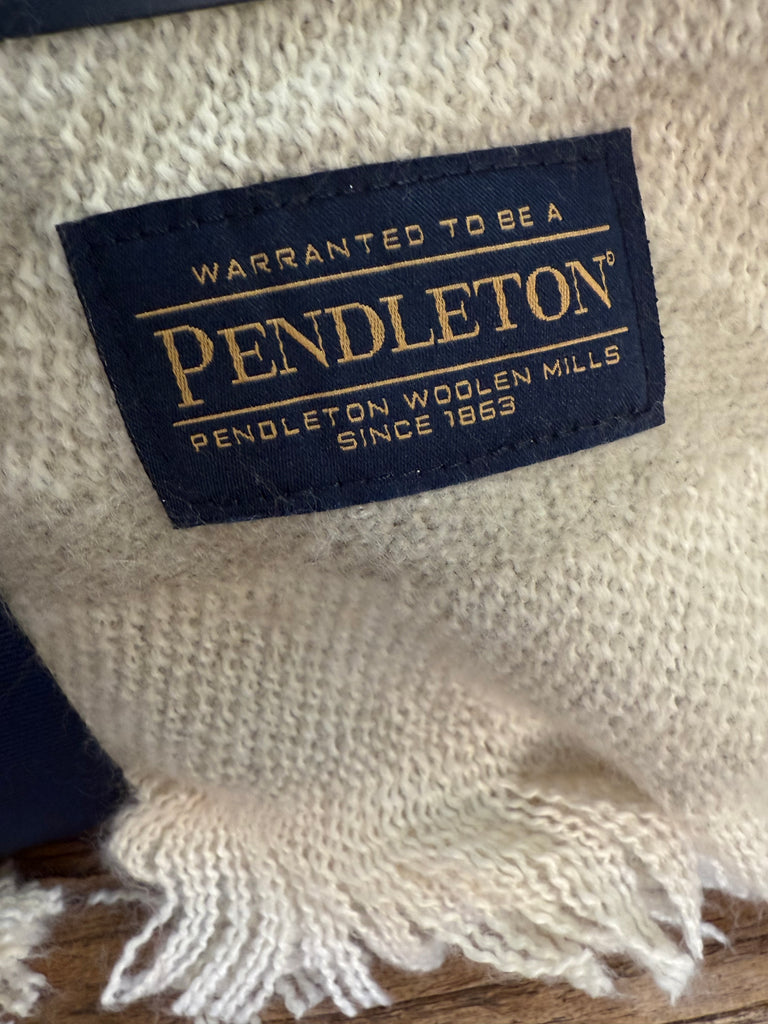 WARRANTED TO BE A
PENDLETON®
PENDLETON WOOLEN MILLS
SINCE 1863